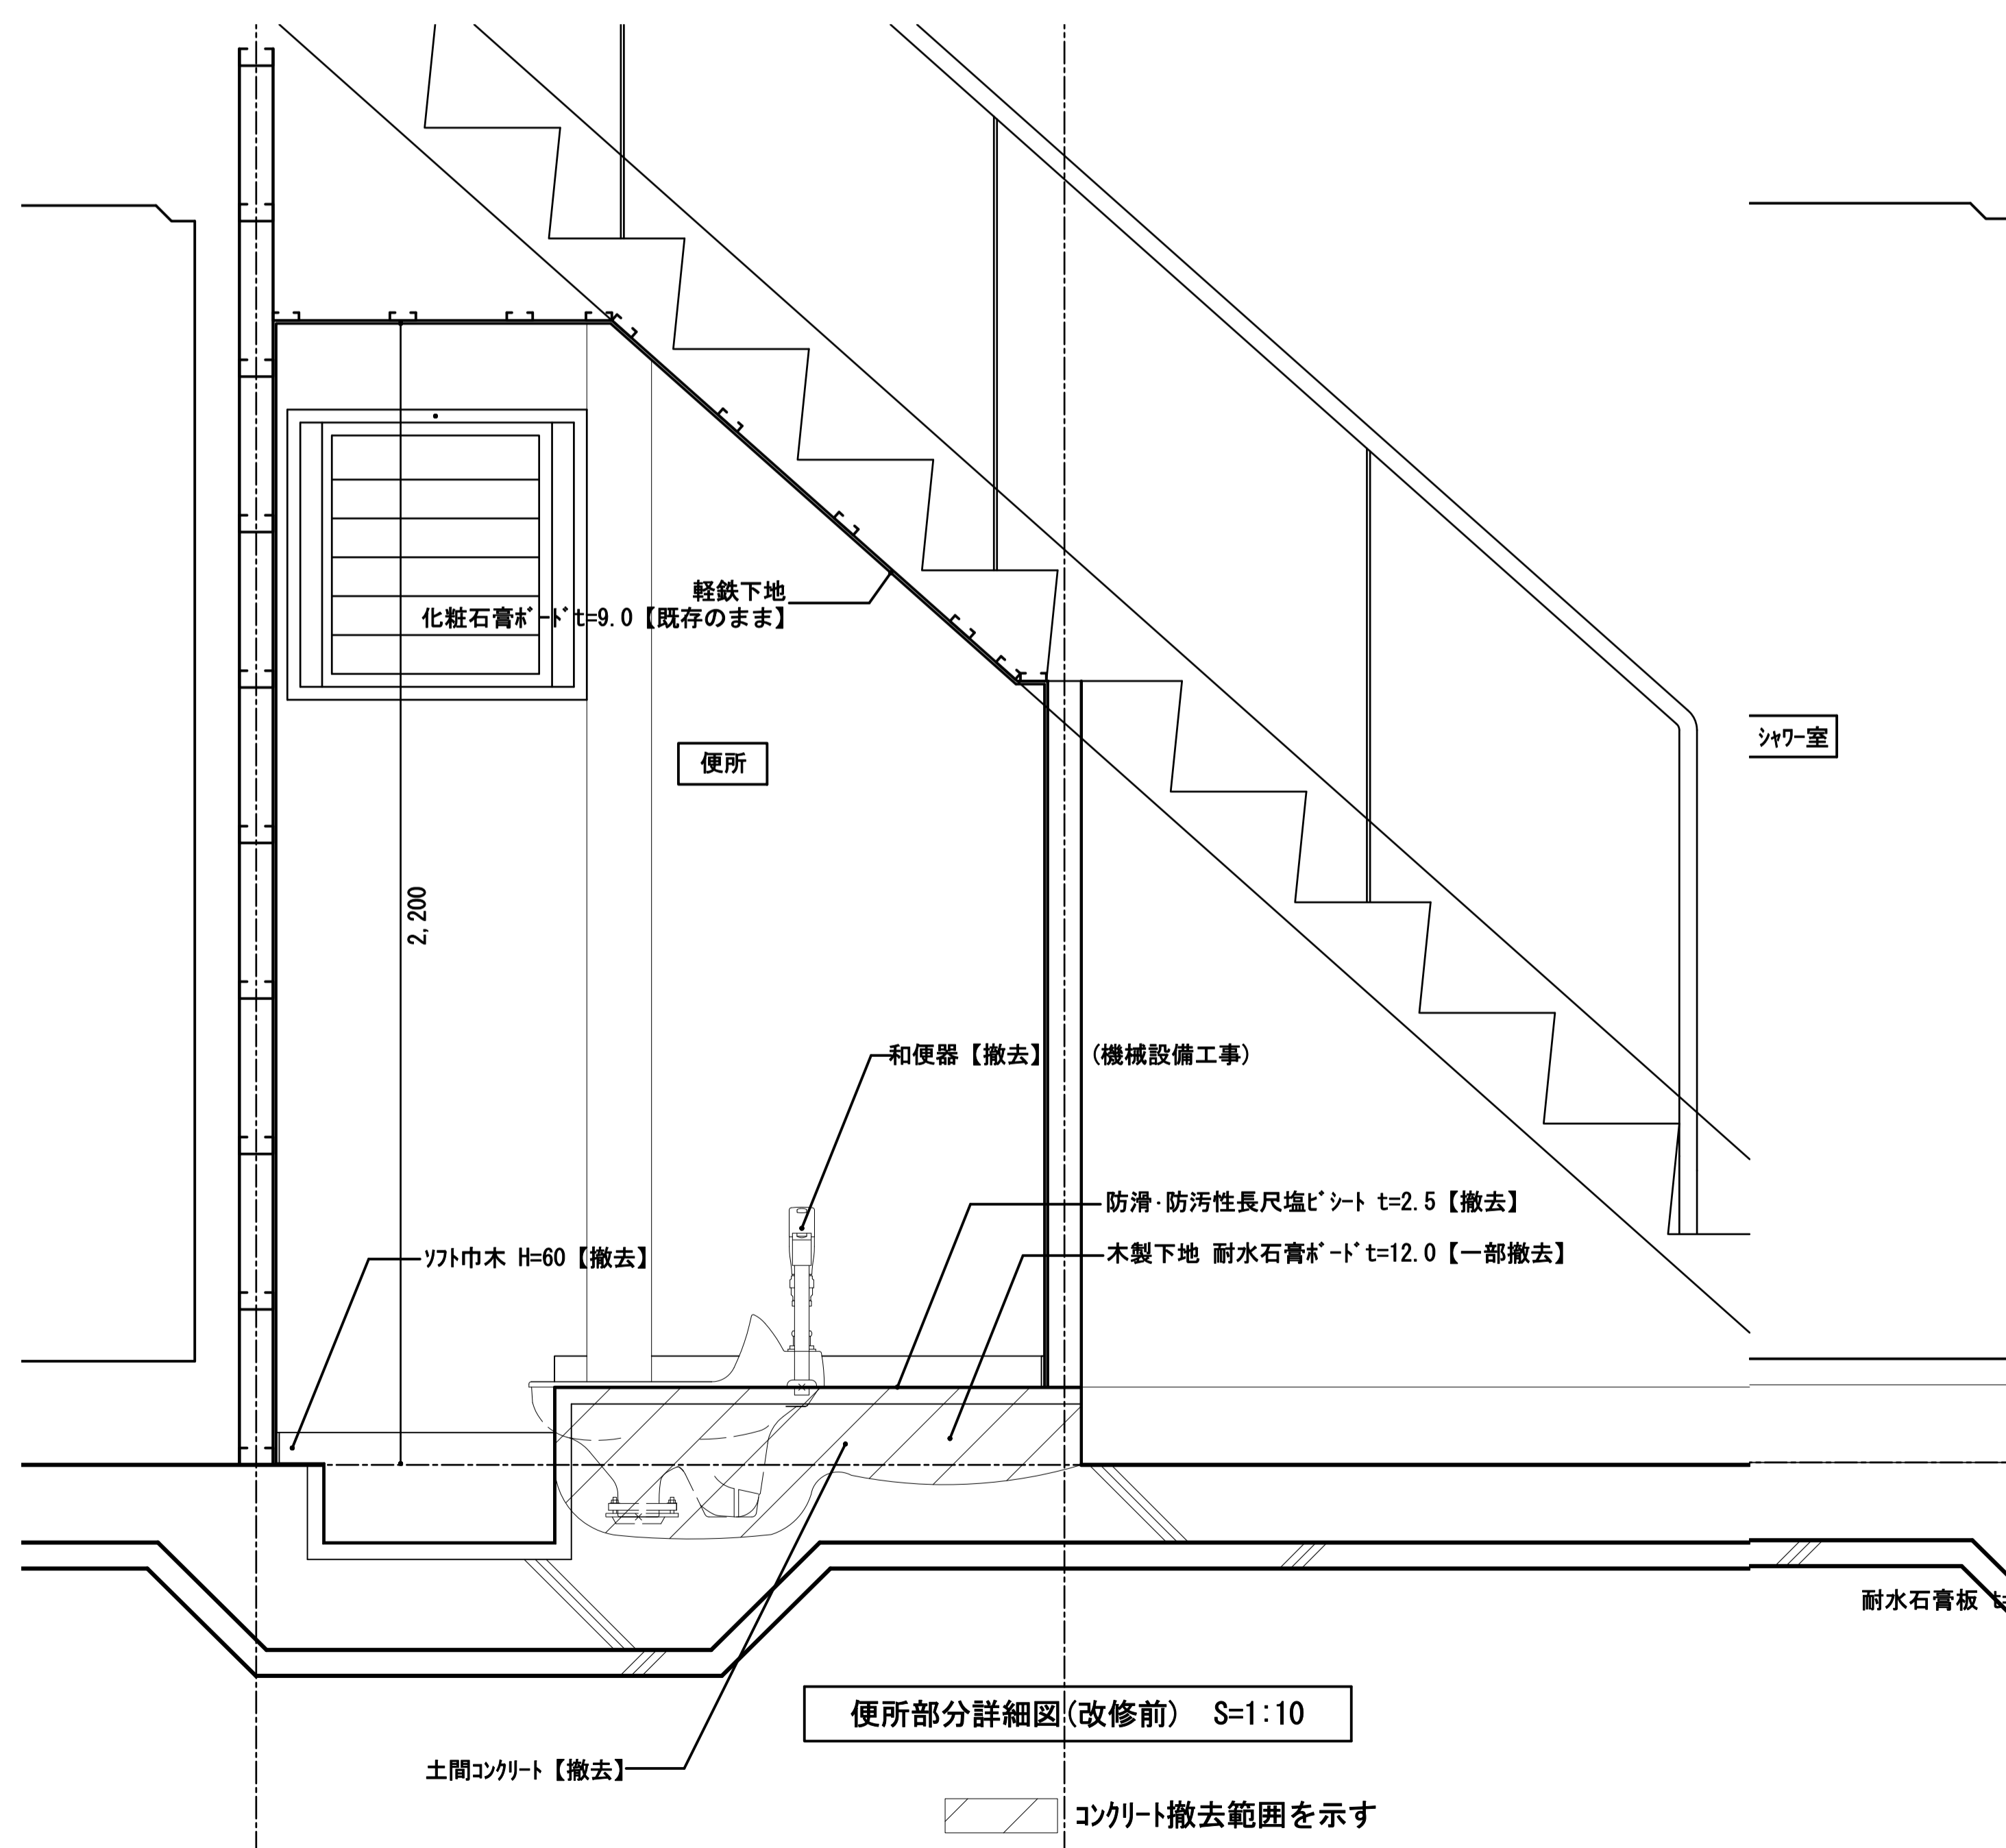 軽鉄下地
化粧石膏ﾎﾞｰﾄﾞt=9.0【既存のまま】
便所
ｼｬﾜｰ室
2,200
和便器【撤去】 (機械設備工事)
防滑･防汚性長尺塩ﾋﾞｼｰﾄ t=2.5【撤去】
木製下地 耐水石膏ﾎﾞｰﾄﾞt=12.0【一部撤去】
ｿﾌﾄ巾木 H=60【撤去】
耐水石膏板 t=
便所部分詳細図(改修前) S=1:10
土間ｺﾝｸﾘｰﾄ【撤去】
ｺﾝｸﾘｰﾄ撤去範囲を示す